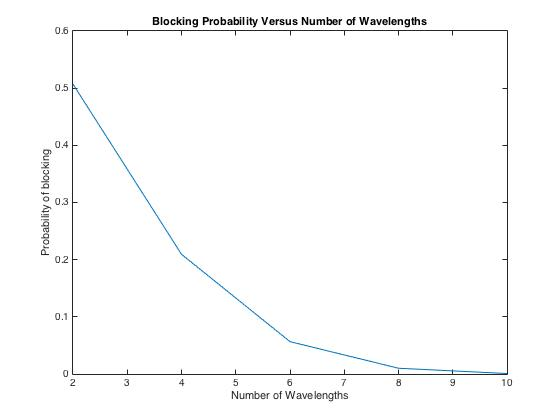 Blocking Probability Versus Number of Wavelengths
0.6
0.5
0.4
0.3
0.2
0.1
0
Probability of blocking
2 3 4 5 6 7 8 9 10
Number of Wavelengths